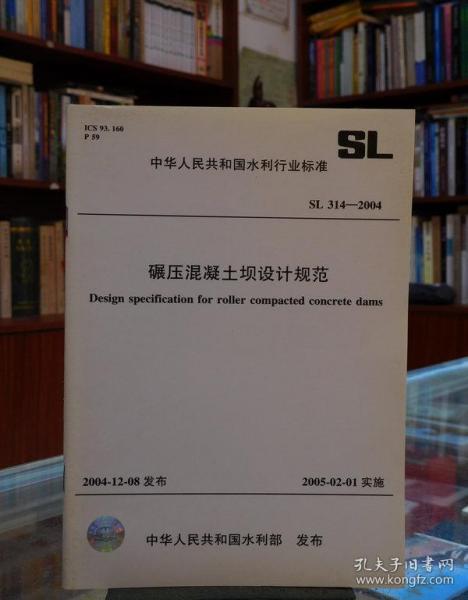 ICS 93.160
P 59
SL
中华人民共和国水利行业标准
SL 314—2004
碾压混凝土坝设计规范
Design specification for roller compacted concrete dams
2004-12-08 发布
2005-02-01 实施
中华人民共和国水利部 发布
孔夫子旧书网
www.kongfz.com